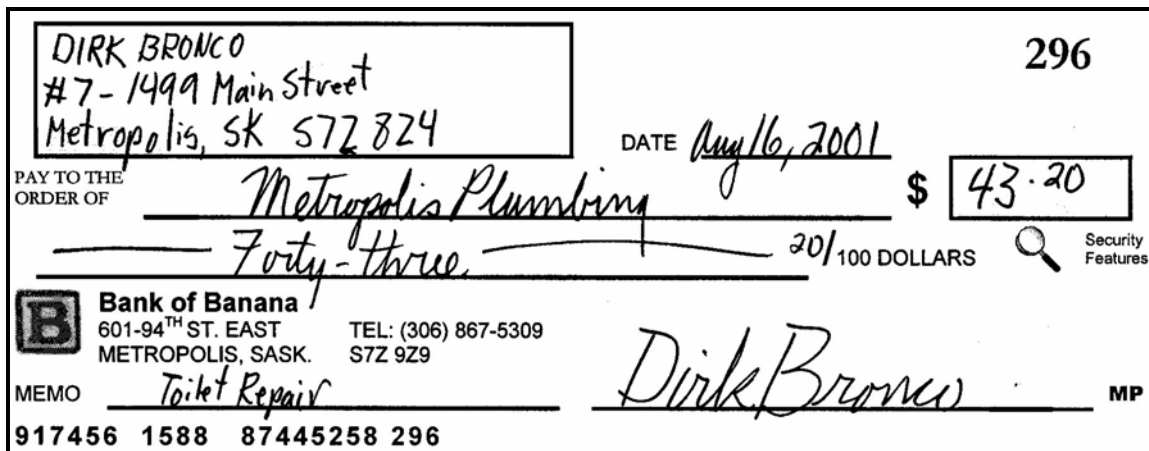 DIRK BRONCO
296
#7-1499 Main Street
Metropolis, SK S7Z 8Z4
DATE Aug 16, 2001
PAY TO THE
ORDER OF Metropolis Plumbing $ 43.20
Forty-three 20/100 DOLLARS
Security
Features
B
Bank of Banana
601-94TH ST. EAST TEL: (306) 867-5309
METROPOLIS, SASK. S7Z 9Z9
MEMO Toilet Repair Dirk Bronco MP
917456 1588 87445258 296